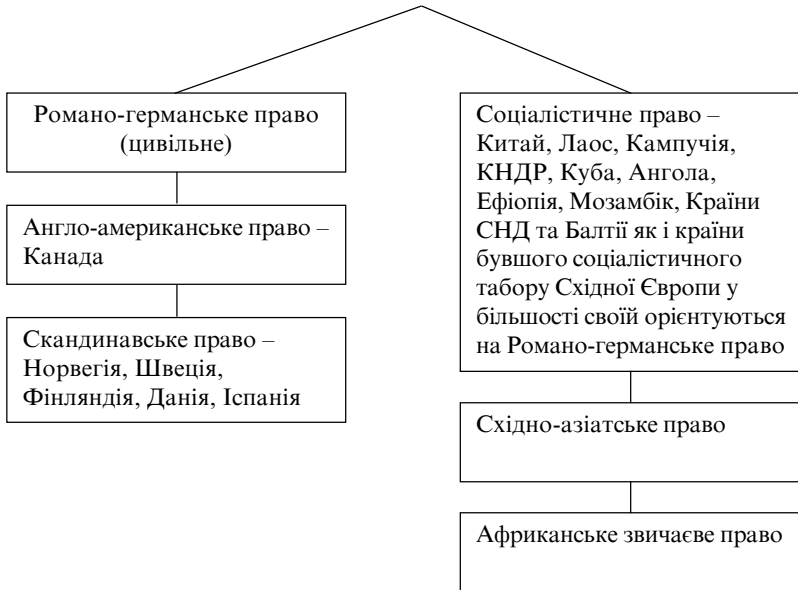 Романо-германське право
(цивільне)
Англо-американське право –
Канада
Скандинавське право –
Норвегія, Швеція,
Фінляндія, Данія, Іспанія
Соціалістичне право –
Китай, Лаос, Кампучія,
КНДР, Куба, Ангола,
Ефіопія, Мозамбік, Країни
СНД та Балтії як і країни
бувшого соціалістичного
табору Східної Європи у
більшості своїй орієнтуються
на Романо-германське право
Східно-азіатське право
Африканське звичаєве право